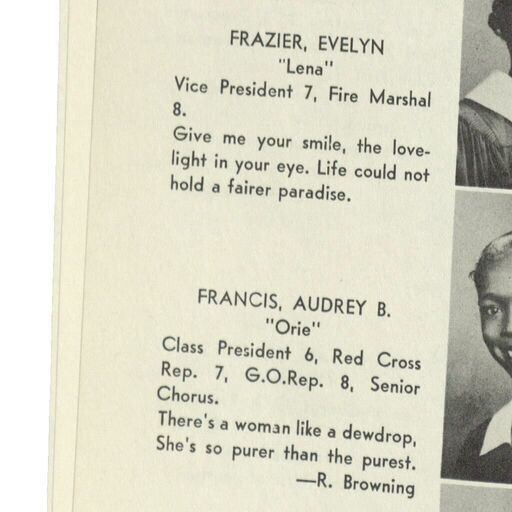 FRAZIER, EVELYN
"Lena"
Vice President 7, Fire Marshal
8.
Give me your smile, the love-
light in your eye. Life could not
hold a fairer paradise.
FRANCIS, AUDREY B.
"Orie"
Class President 6, Red Cross
Rep. 7, G.O.Rep. 8, Senior
Chorus.
There's a woman like a dewdrop,
She's so purer than the purest.
—R. Browning